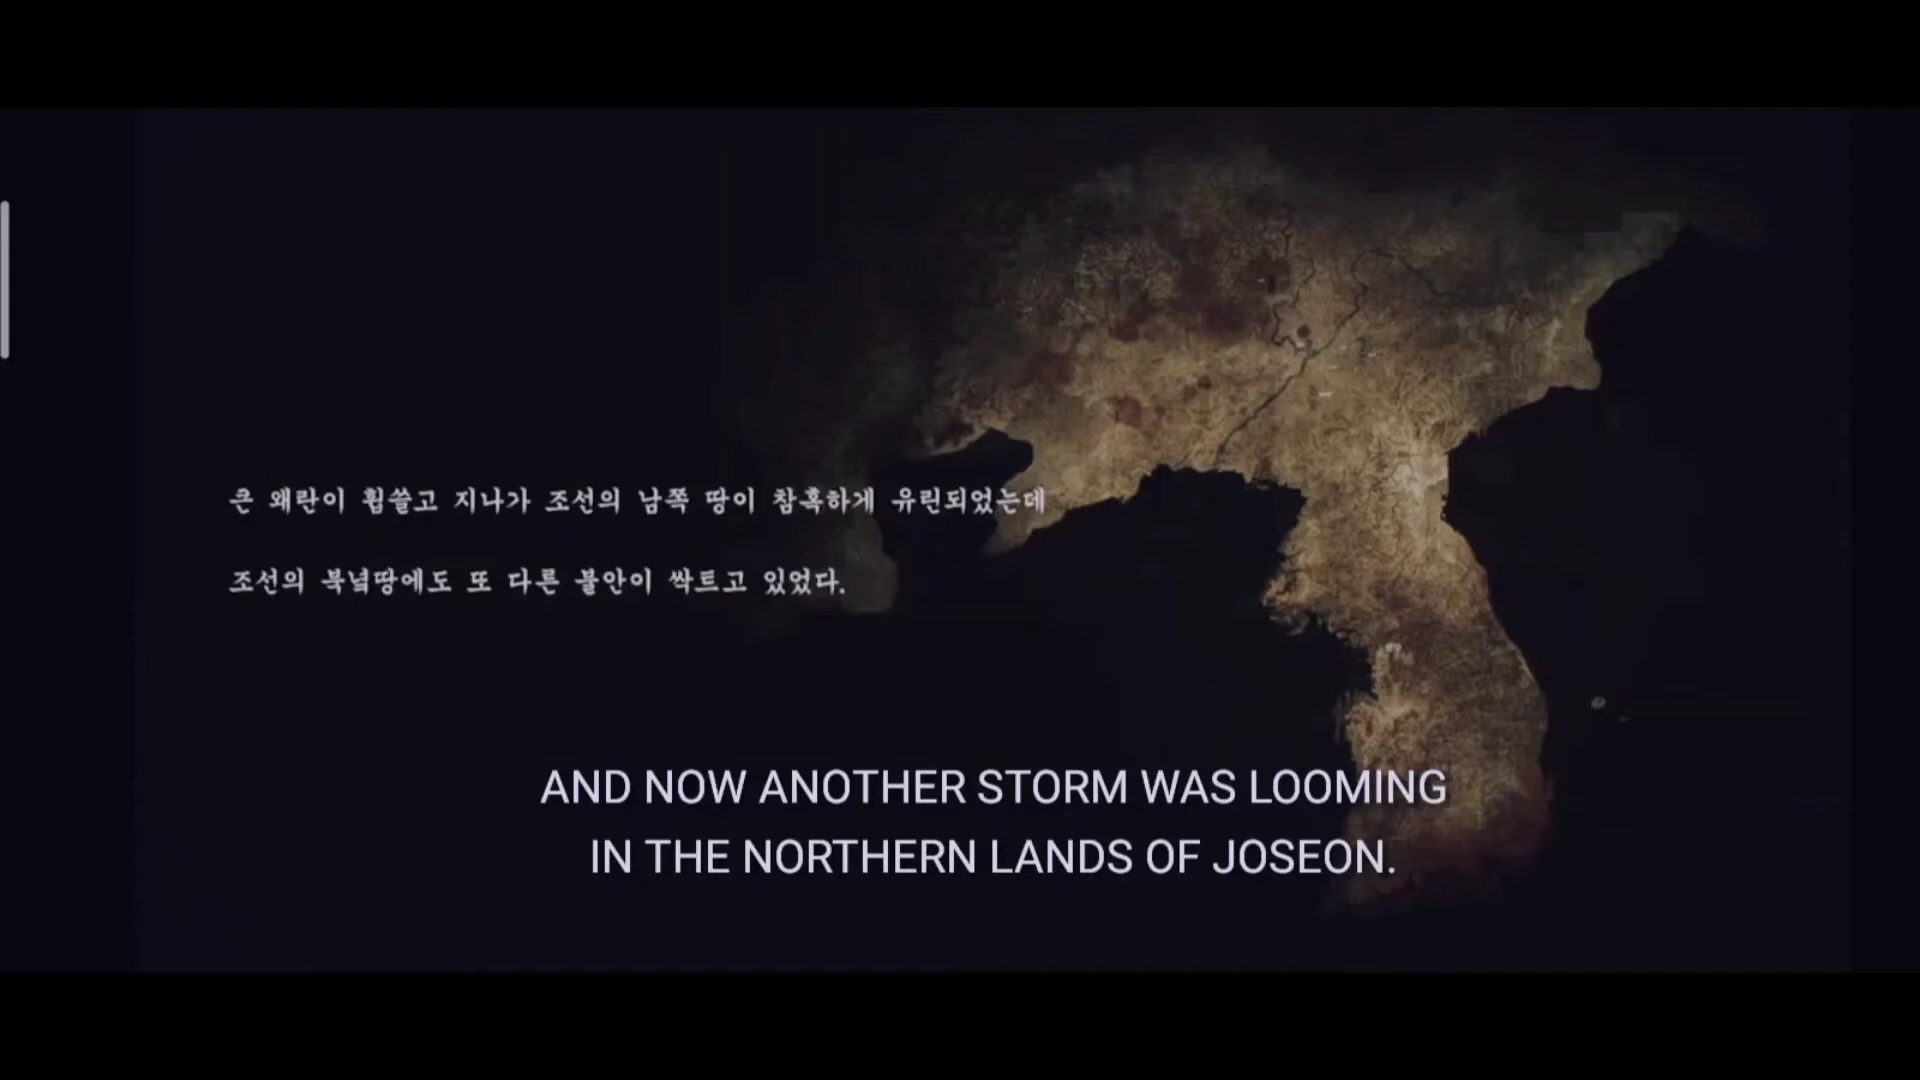 큰 왜란이 휩쓸고 지나가 조선의 남쪽 땅이 참혹하게 유린되었는데
조선의 북녘땅에도 또 다른 불안이 싹트고 있었다.
AND NOW ANOTHER STORM WAS LOOMING
IN THE NORTHERN LANDS OF JOSEON.